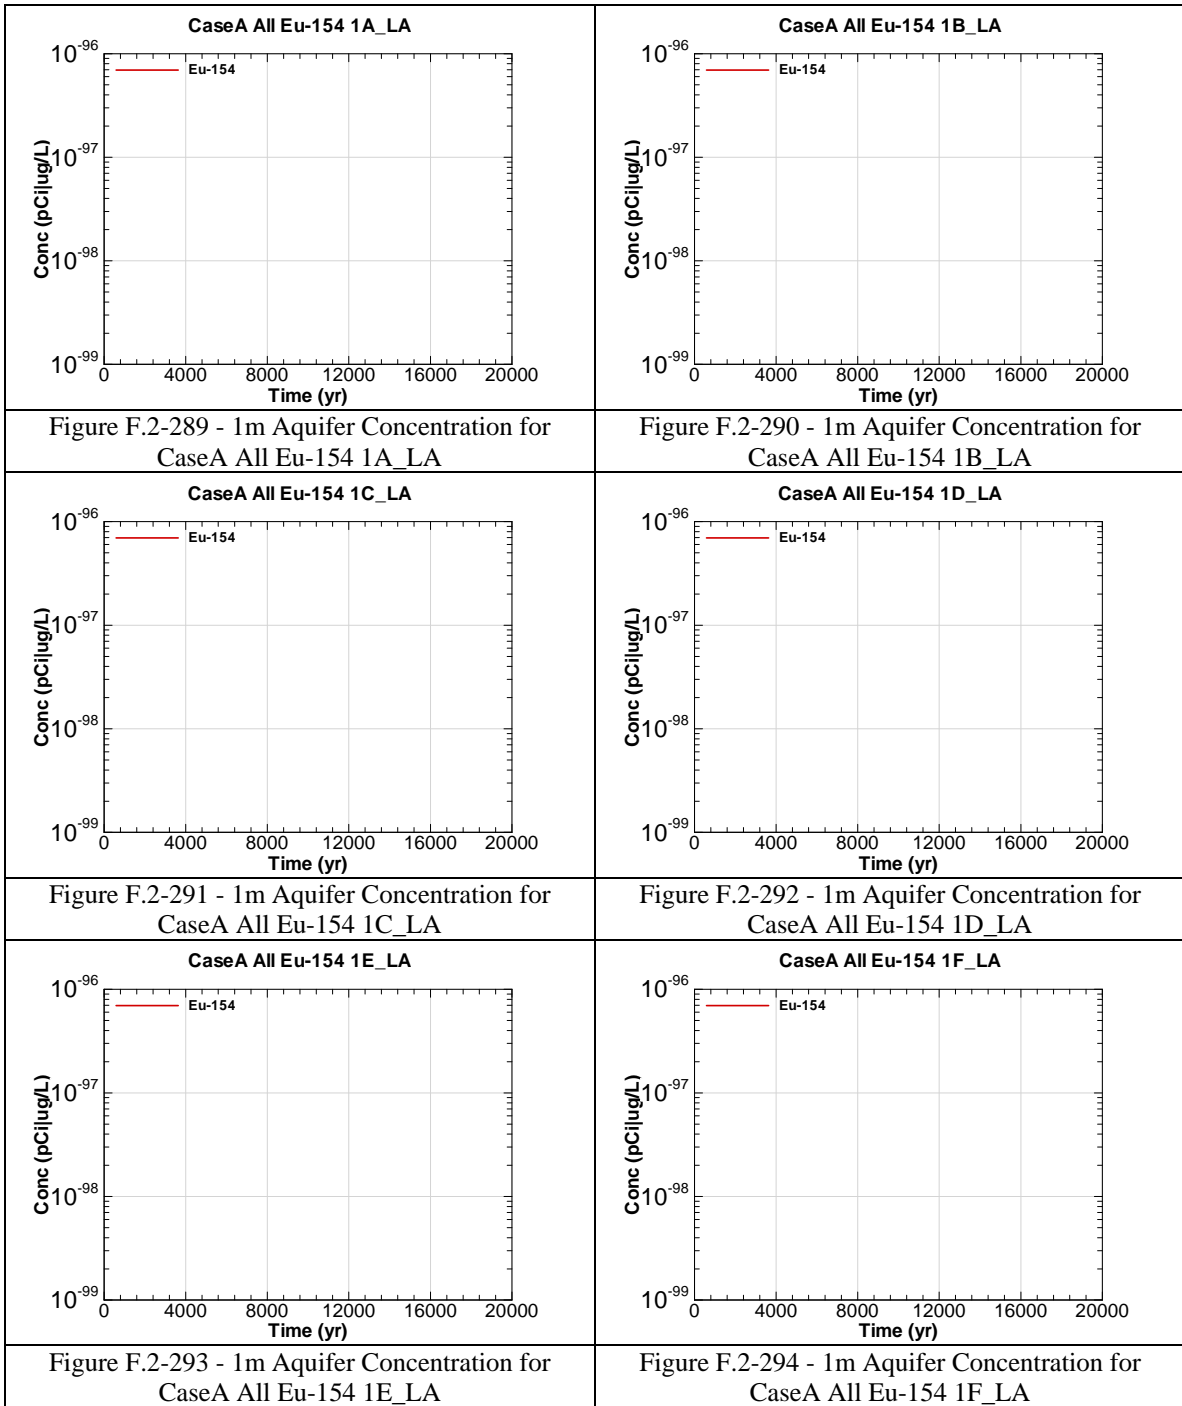 CaseA All Eu-154 1A_LA
Eu-154
10^-96
10^-97
10^-98
10^-99
Conc (pCi|ug/L)
0 4000 8000 12000 16000 20000
Time (yr)
Figure F.2-289 - 1m Aquifer Concentration for
CaseA All Eu-154 1A_LA
CaseA All Eu-154 1B_LA
Eu-154
10^-96
10^-97
10^-98
10^-99
Conc (pCi|ug/L)
0 4000 8000 12000 16000 20000
Time (yr)
Figure F.2-290 - 1m Aquifer Concentration for
CaseA All Eu-154 1B_LA
CaseA All Eu-154 1C_LA
Eu-154
10^-96
10^-97
10^-98
10^-99
Conc (pCi|ug/L)
0 4000 8000 12000 16000 20000
Time (yr)
Figure F.2-291 - 1m Aquifer Concentration for
CaseA All Eu-154 1C_LA
CaseA All Eu-154 1D_LA
Eu-154
10^-96
10^-97
10^-98
10^-99
Conc (pCi|ug/L)
0 4000 8000 12000 16000 20000
Time (yr)
Figure F.2-292 - 1m Aquifer Concentration for
CaseA All Eu-154 1D_LA
CaseA All Eu-154 1E_LA
Eu-154
10^-96
10^-97
10^-98
10^-99
Conc (pCi|ug/L)
0 4000 8000 12000 16000 20000
Time (yr)
Figure F.2-293 - 1m Aquifer Concentration for
CaseA All Eu-154 1E_LA
CaseA All Eu-154 1F_LA
Eu-154
10^-96
10^-97
10^-98
10^-99
Conc (pCi|ug/L)
0 4000 8000 12000 16000 20000
Time (yr)
Figure F.2-294 - 1m Aquifer Concentration for
CaseA All Eu-154 1F_LA